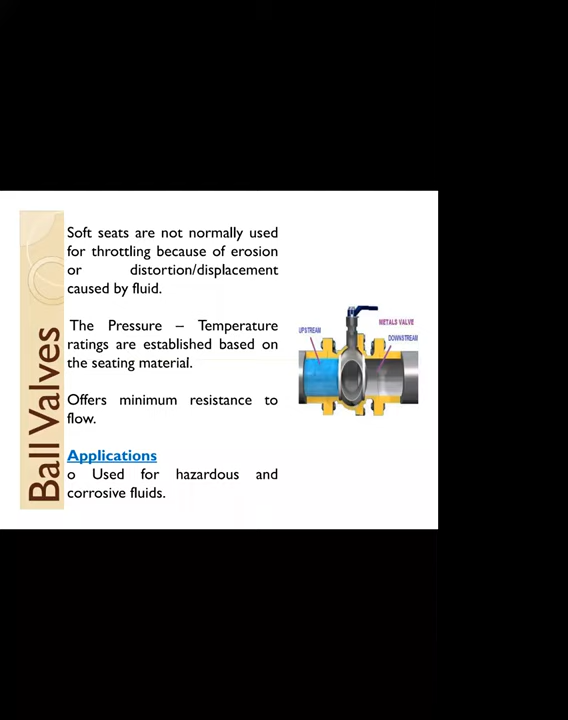 Ball Valves
Soft seats are not normally used
for throttling because of erosion
or distortion/displacement
caused by fluid.
The Pressure – Temperature
ratings are established based on
the seating material.
Offers minimum resistance to
flow.
Applications
o Used for hazardous and
corrosive fluids.
UPSTREAM
METALS VALVE
DOWNSTREAM